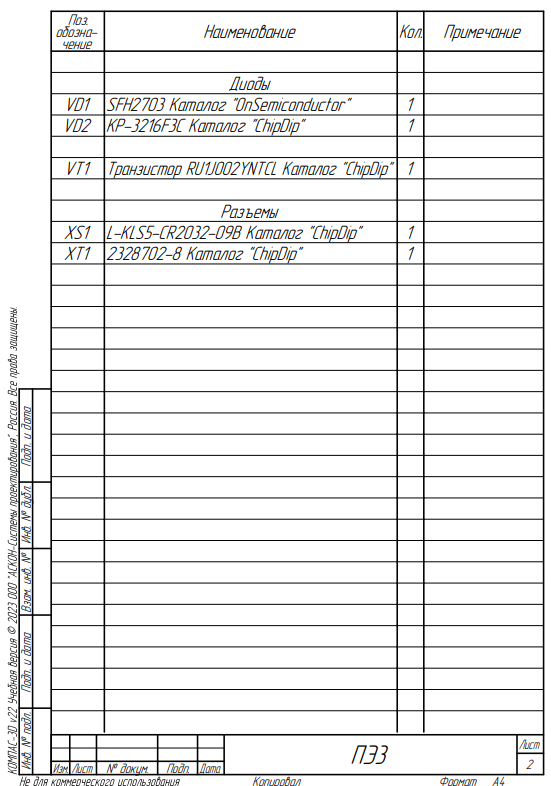 Поз. обозна- чение Наименование Кол. Примечание
Диоды
VD1 SFH2703 Каталог "OnSemiconductor" 1
VD2 KP-3216F3C Каталог "ChipDip" 1
VT1 Транзистор RU1J002YNTCL Каталог "ChipDip" 1
Разъемы
XS1 L-KLS5-CR2032-09B Каталог "ChipDip" 1
XT1 2328702-8 Каталог "ChipDip" 1
КОМПАС-3D v22 Учебная версия © 2023 ООО "АСКОН-Системы проектирования", Россия. Все права защищены.
Подп. и дата
Инв. № дубл.
Взам. инв. №
Подп. и дата
Инв. № подл.
Изм. Лист № докум. Подп. Дата
ПЭ3
Лист
2
Не для коммерческого использования Копировал Формат А4